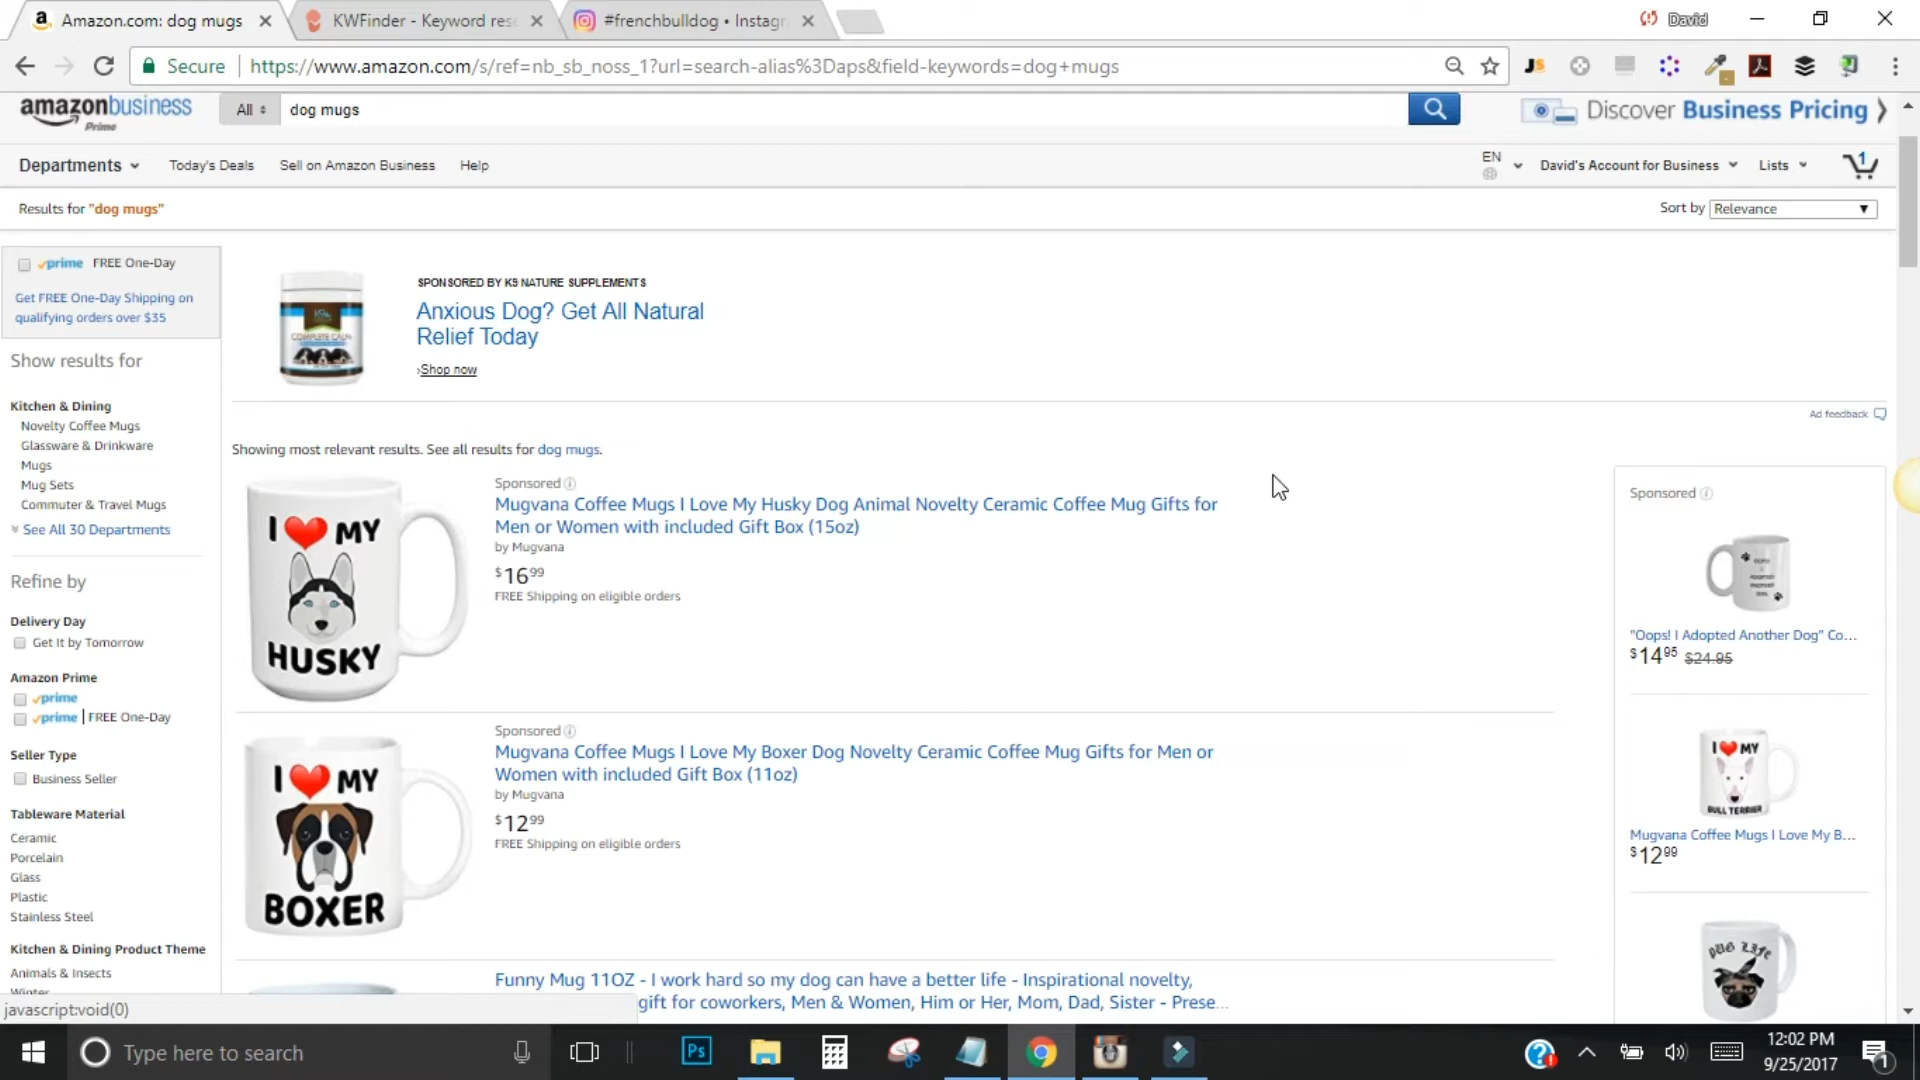 Amazon.com: dog mugs
KWFinder - Keyword rese
#frenchbulldog • Instagr
David
Secure
https://www.amazon.com/s/ref=nb_sb_noss_1?url=search-alias%3Daps&field-keywords=dog+mugs
amazonbusiness
Prime
All
dog mugs
Discover Business Pricing
Departments
Today's Deals
Sell on Amazon Business
Help
EN
David's Account for Business
Lists
1
Results for "dog mugs"
Sort by
Relevance
prime FREE One-Day
Get FREE One-Day Shipping on
qualifying orders over $35
Show results for
Kitchen & Dining
Novelty Coffee Mugs
Glassware & Drinkware
Mugs
Mug Sets
Commuter & Travel Mugs
See All 30 Departments
Refine by
Delivery Day
Get It by Tomorrow
Amazon Prime
prime
prime | FREE One-Day
Seller Type
Business Seller
Tableware Material
Ceramic
Porcelain
Glass
Plastic
Stainless Steel
Kitchen & Dining Product Theme
Animals & Insects
Winter
javascript:void(0)
COMPLETE CALM
SPONSORED BY K9 NATURE SUPPLEMENTS
Anxious Dog? Get All Natural
Relief Today
›Shop now
Ad feedback
Showing most relevant results. See all results for dog mugs.
I MY
HUSKY
Sponsored
Mugvana Coffee Mugs I Love My Husky Dog Animal Novelty Ceramic Coffee Mug Gifts for
Men or Women with included Gift Box (15oz)
by Mugvana
$16 99
FREE Shipping on eligible orders
I MY
BOXER
Sponsored
Mugvana Coffee Mugs I Love My Boxer Dog Novelty Ceramic Coffee Mug Gifts for Men or
Women with included Gift Box (11oz)
by Mugvana
$12 99
FREE Shipping on eligible orders
Funny Mug 11OZ - I work hard so my dog can have a better life - Inspirational novelty,
gift for coworkers, Men & Women, Him or Her, Mom, Dad, Sister - Prese...
Sponsored
OOPS!
I
ADOPTED
ANOTHER
DOG
"Oops! I Adopted Another Dog" Co...
$14 95 $24.95
I MY
BULL TERRIER
Mugvana Coffee Mugs I Love My B...
$12 99
PUG LIFE
Type here to search
Ps
12:02 PM
9/25/2017
1